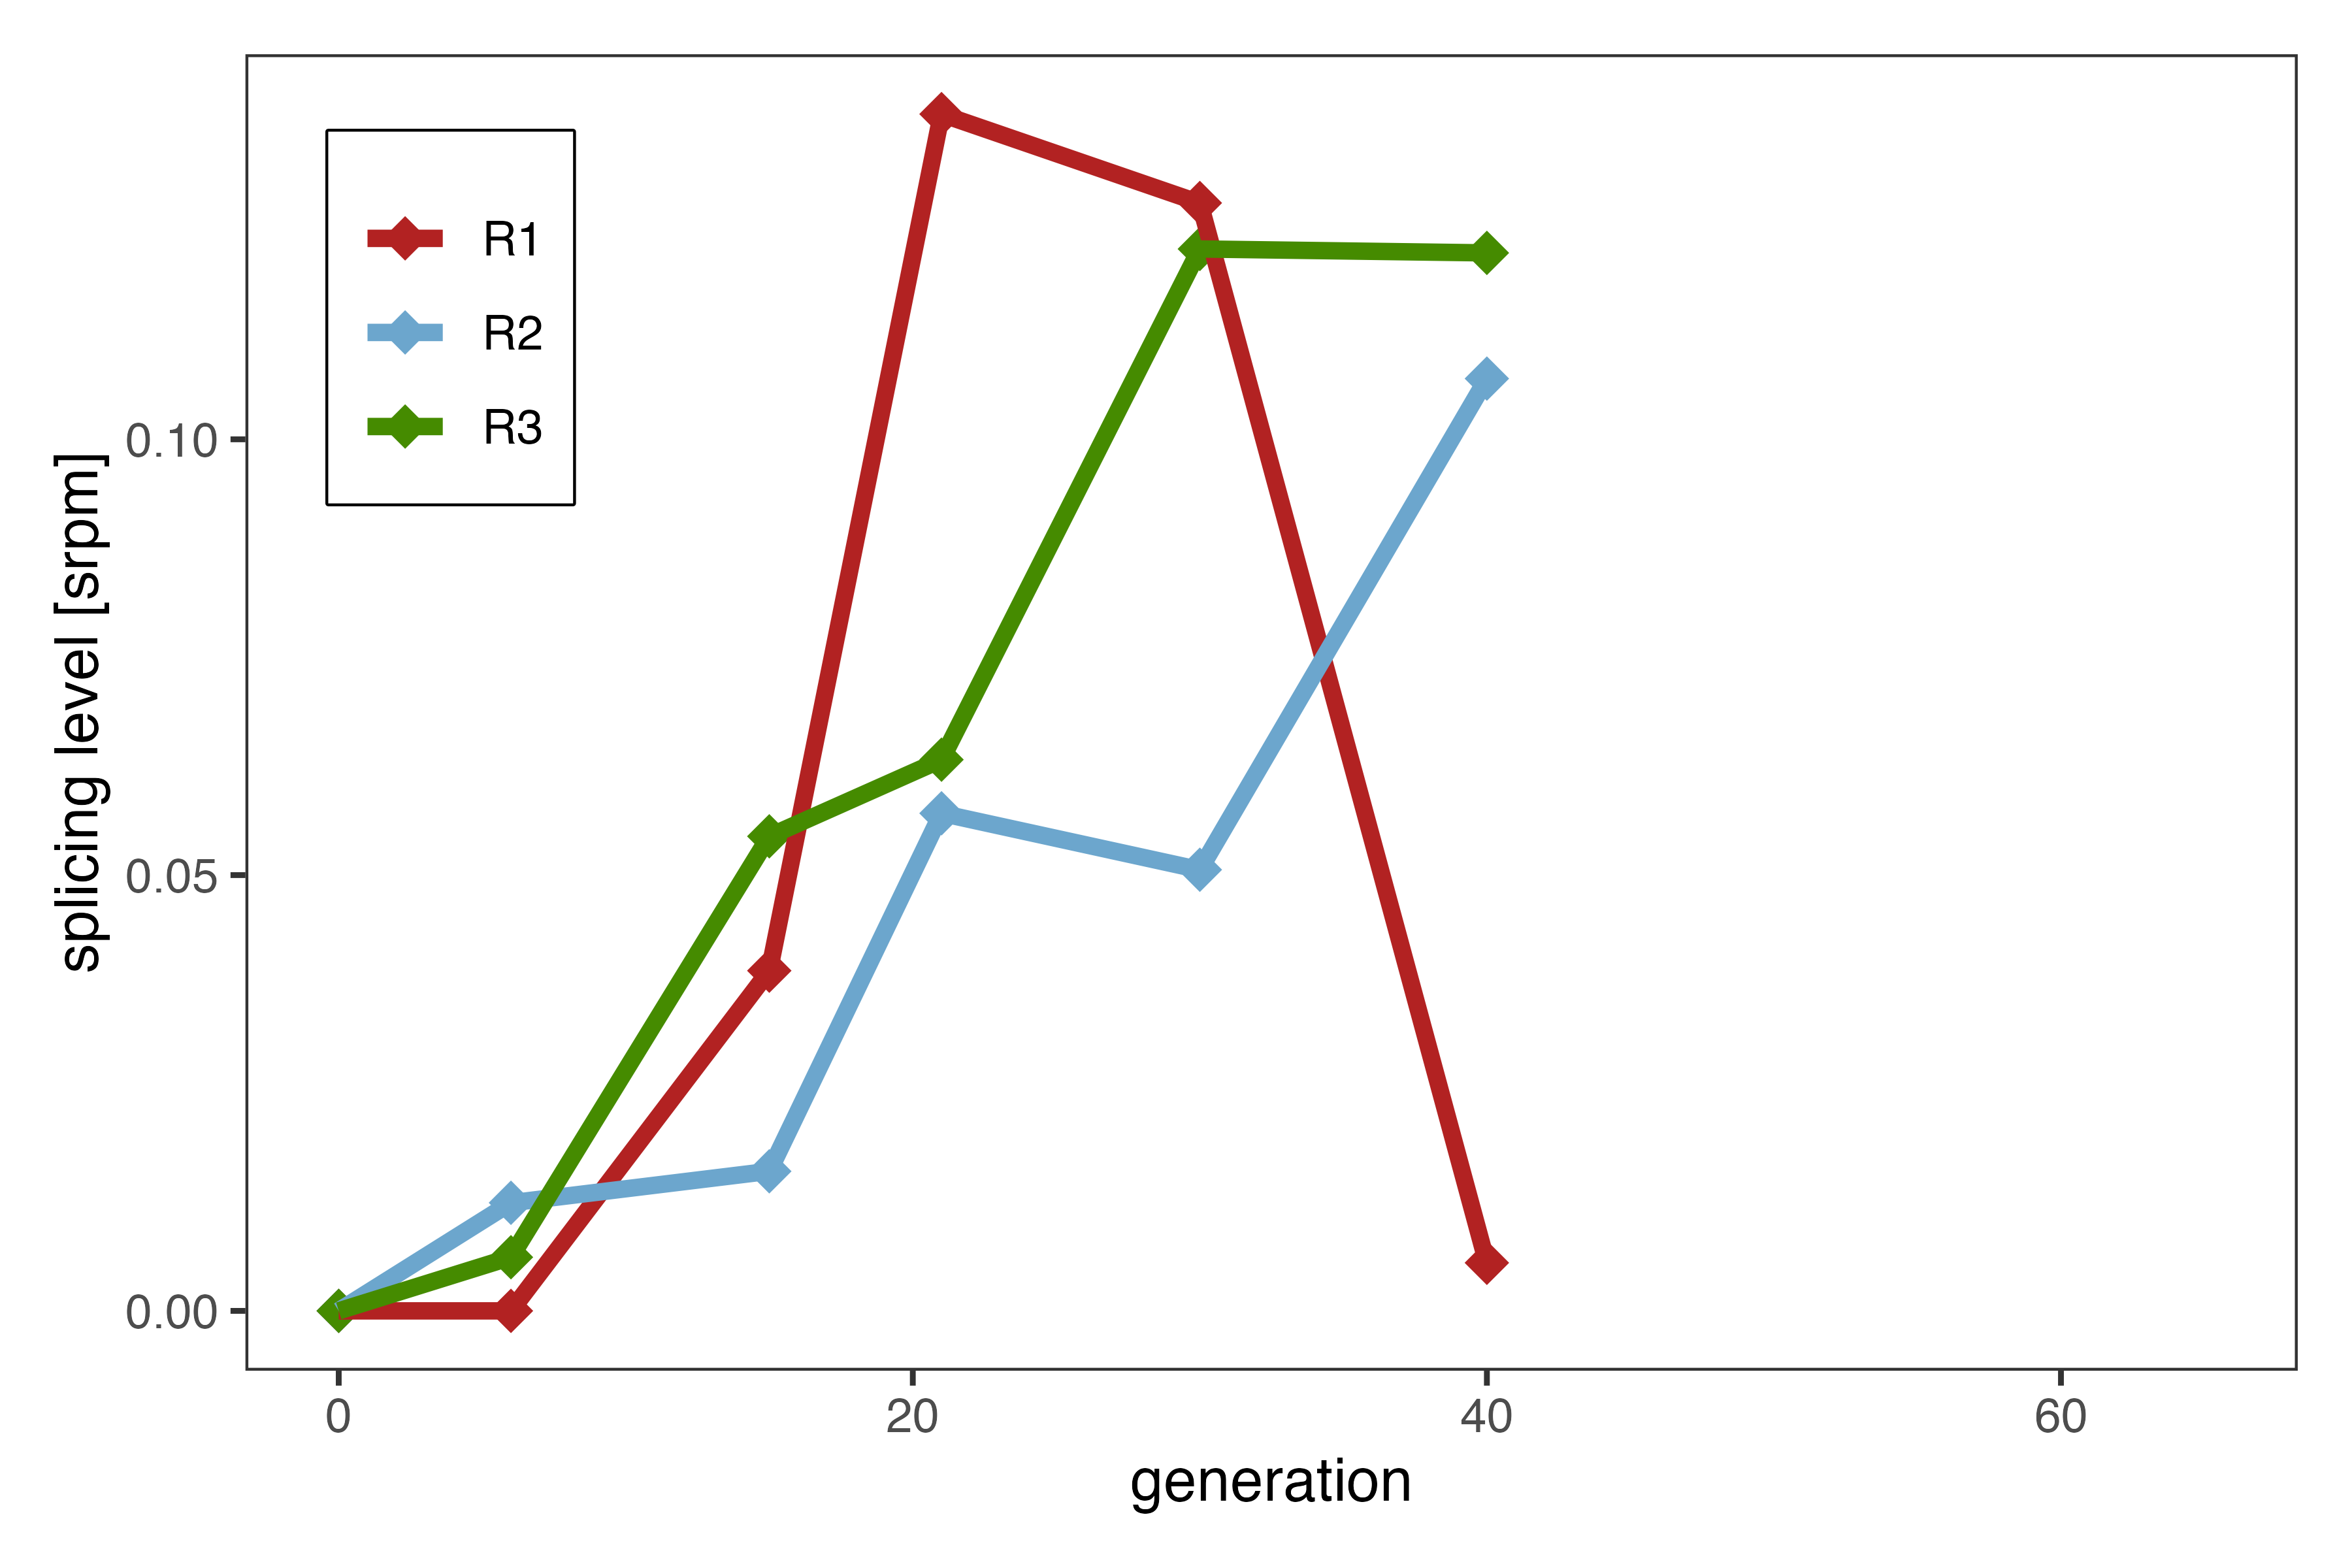 R1
R2
R3
0.10
0.05
0.00
splicing level [srpm]
0 20 40 60
generation